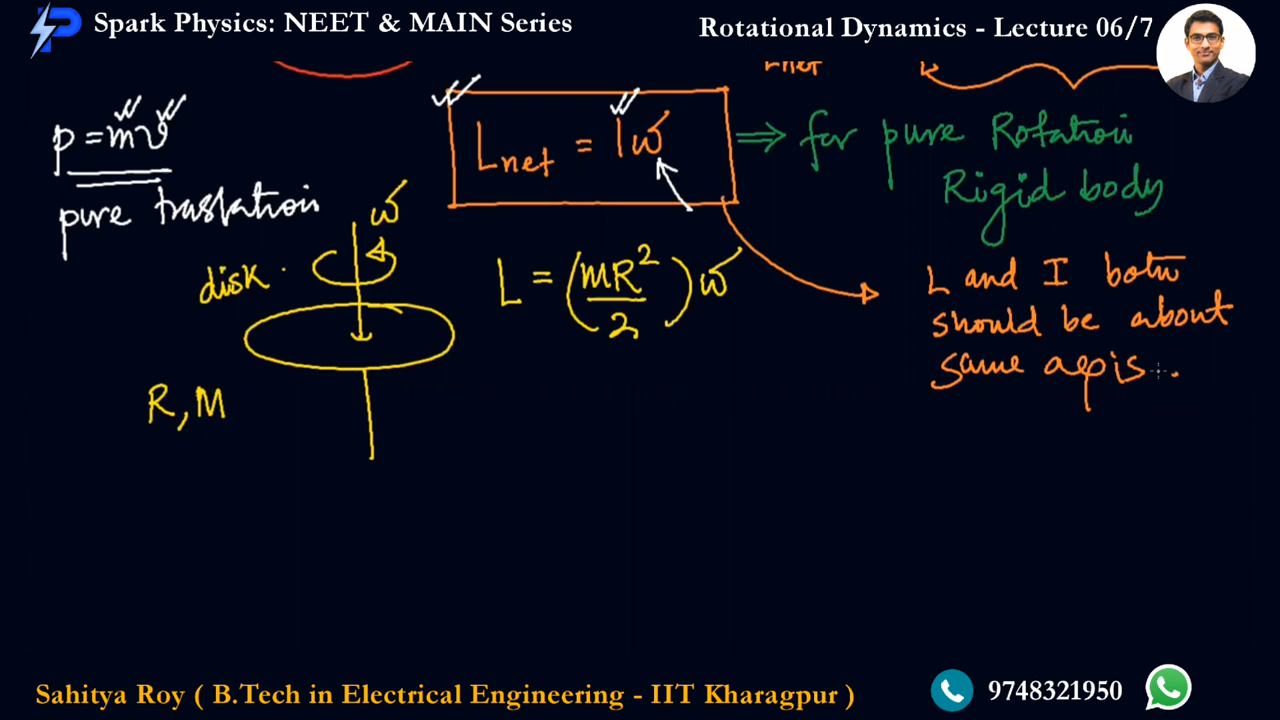 Spark Physics: NEET & MAIN Series
Rotational Dynamics - Lecture 06/7
Lnet
p = mv
pure traslation
L net = Iω
⇒ for pure Rotation
Rigid body
ω
disk.
L = (mR²/2) ω
R, M
L and I both
should be about
same axis.
Sahitya Roy ( B.Tech in Electrical Engineering - IIT Kharagpur )
9748321950